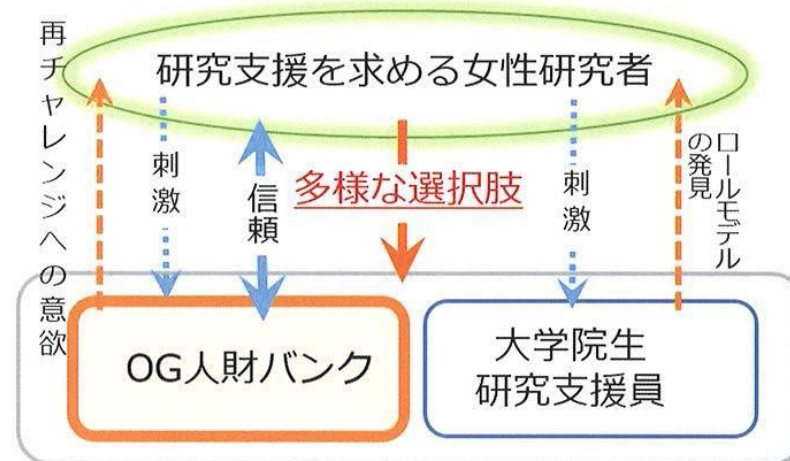 研究支援を求める女性研究者
再チャレンジへの意欲
刺激
信頼
多様な選択肢
刺激
ロールモデル
の発見
OG人財バンク
大学院生
研究支援員